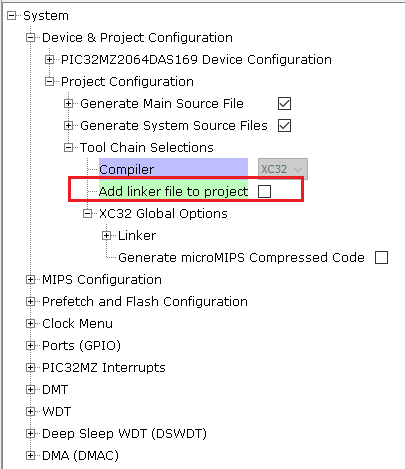 System
Device & Project Configuration
PIC32MZ2064DAS169 Device Configuration
Project Configuration
Generate Main Source File
Generate System Source Files
Tool Chain Selections
Compiler XC32
Add linker file to project
XC32 Global Options
Linker
Generate microMIPS Compressed Code
MIPS Configuration
Prefetch and Flash Configuration
Clock Menu
Ports (GPIO)
PIC32MZ Interrupts
DMT
WDT
Deep Sleep WDT (DSWDT)
DMA (DMAC)